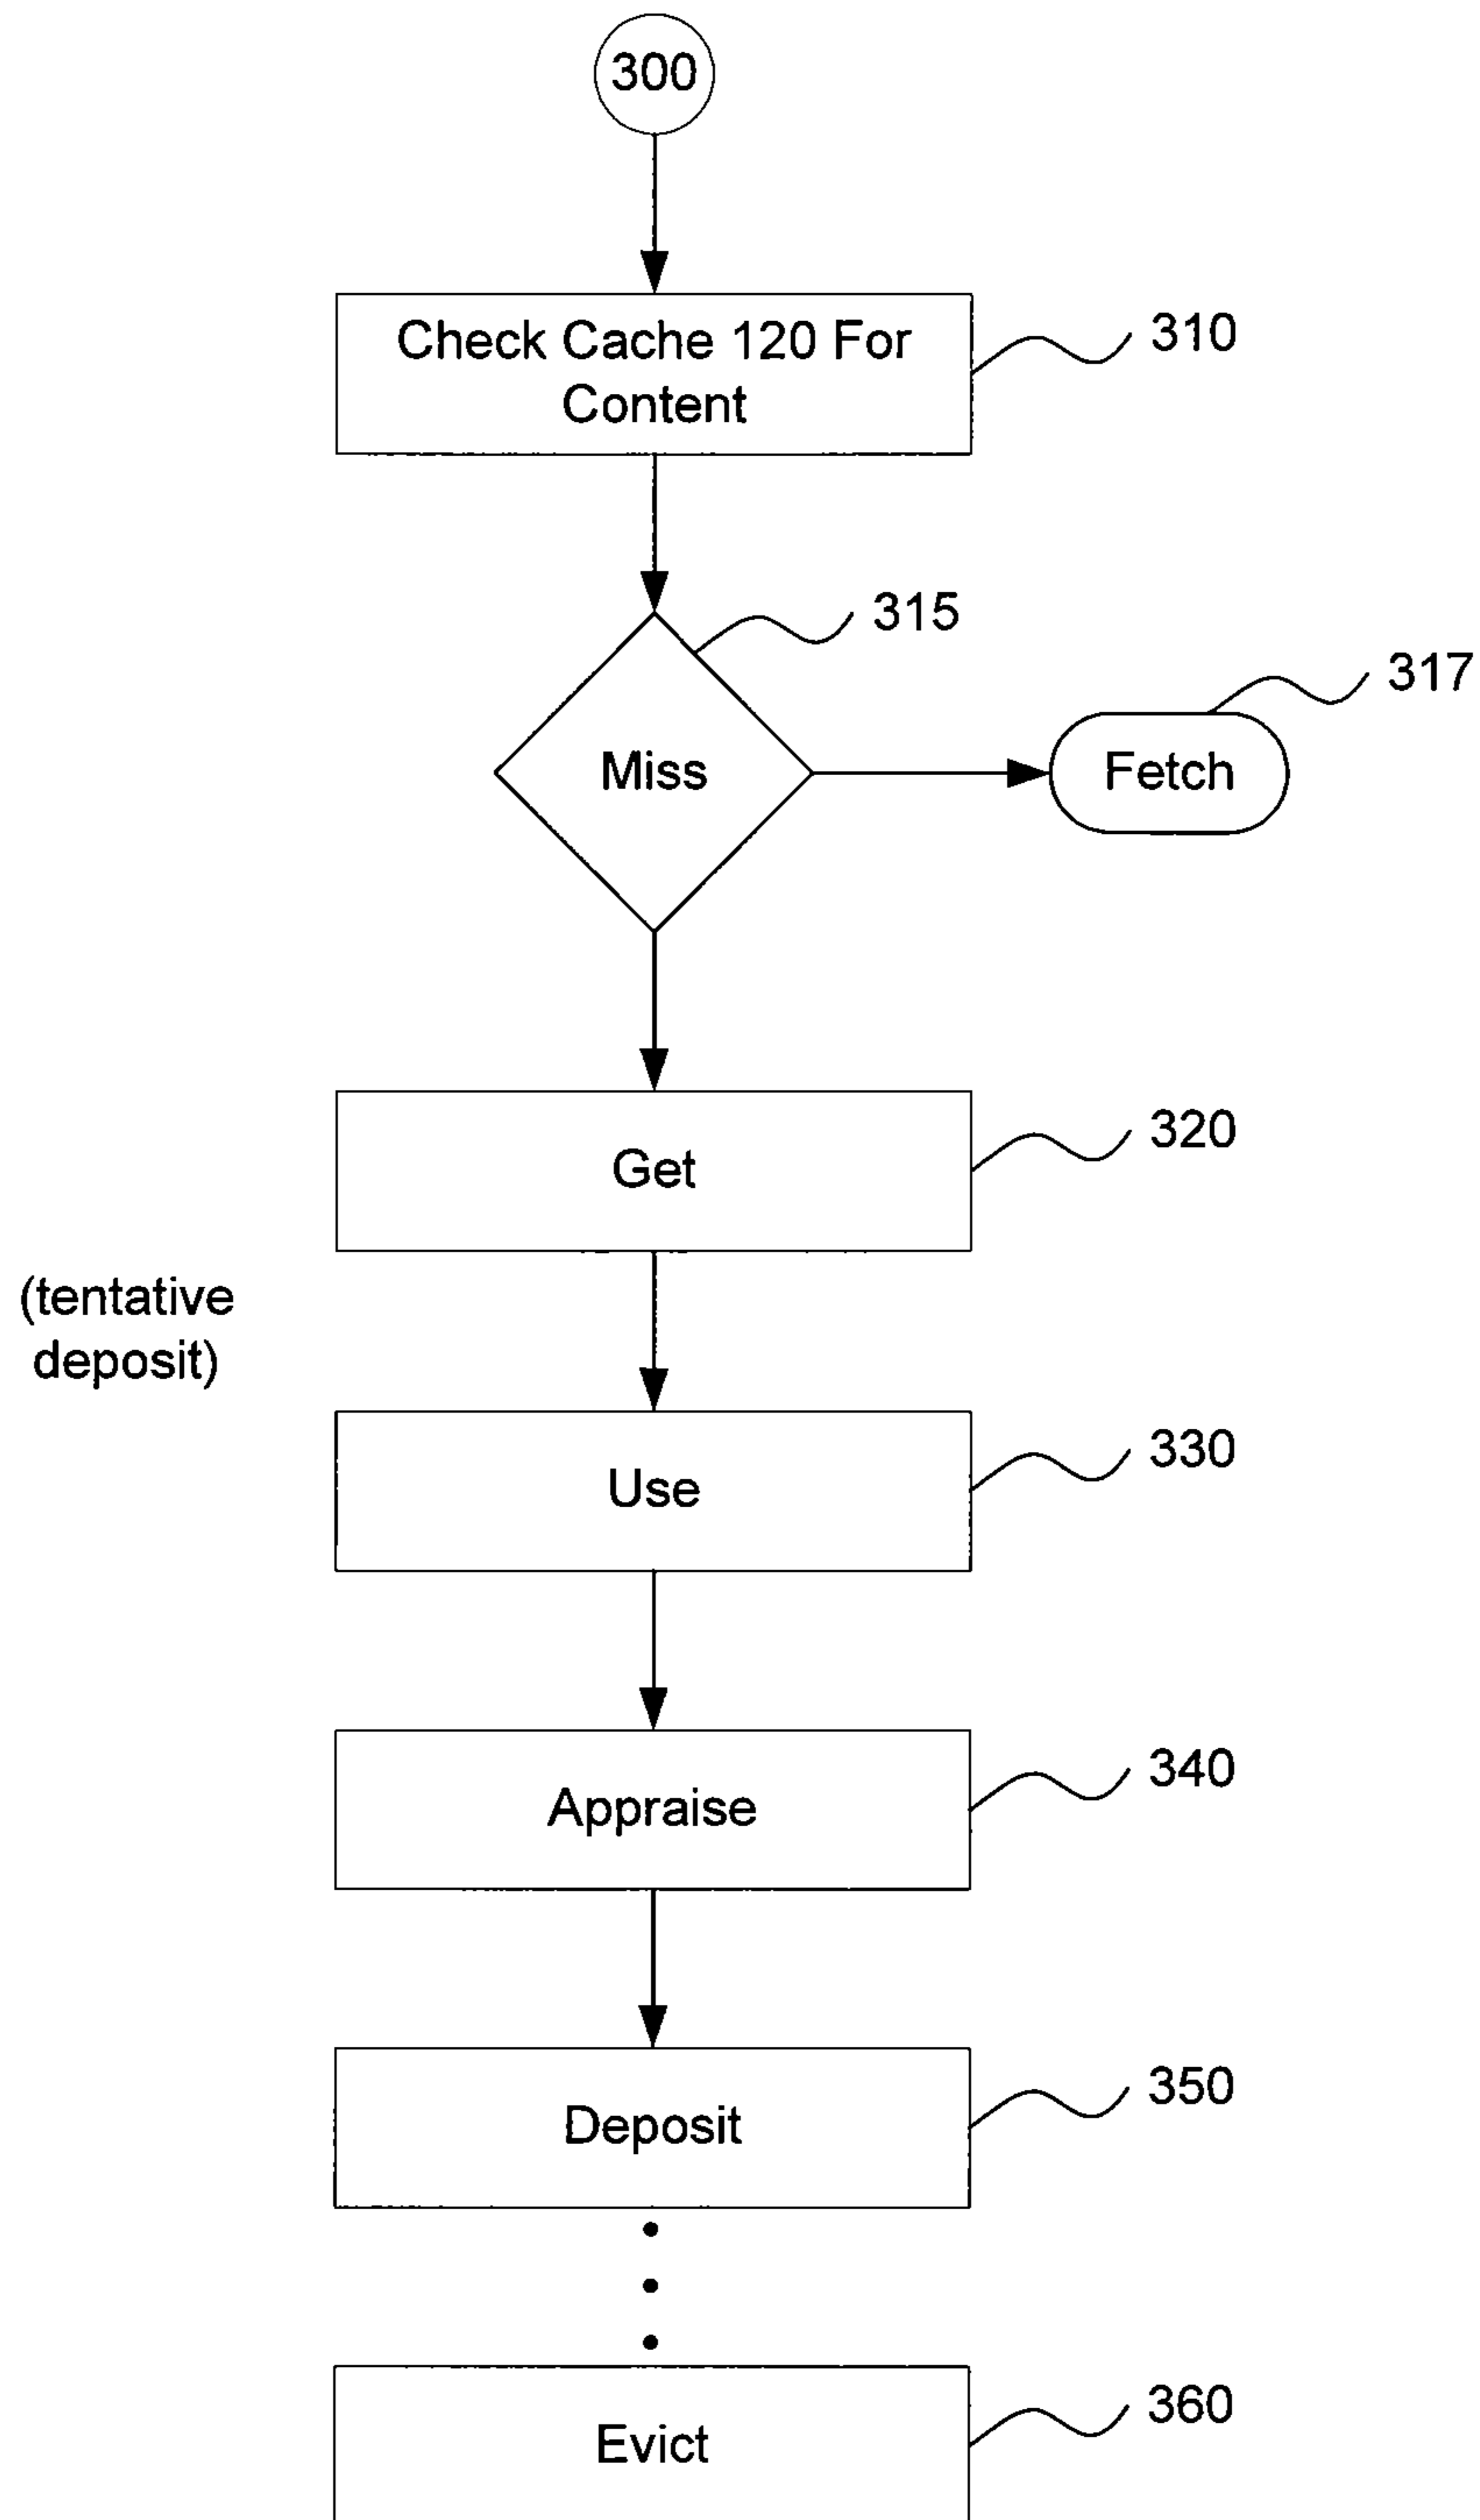 300
Check Cache 120 For
Content
310
315
317
Miss
Fetch
Get
320
(tentative
deposit)
Use
330
Appraise
340
Deposit
350
Evict
360